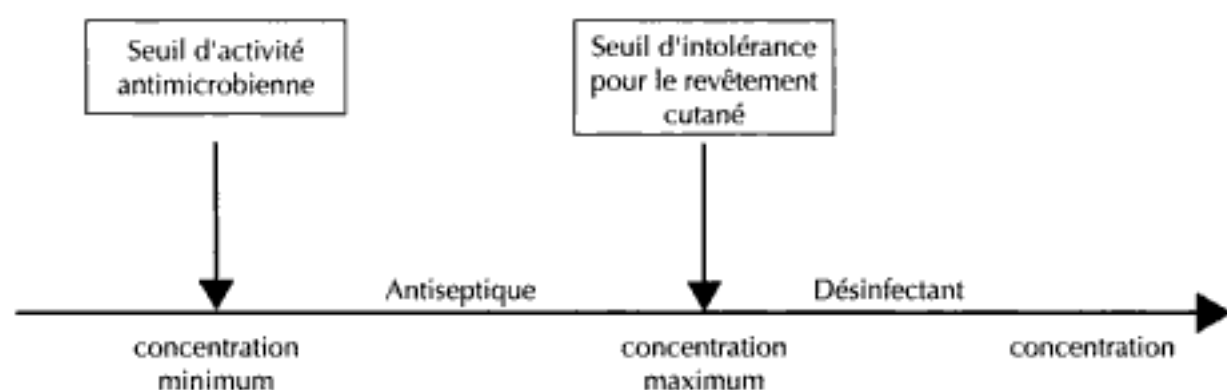 Seuil d'activité
antimicrobienne
Seuil d'intolérance
pour le revêtement
cutané
Antiseptique
Désinfectant
concentration
minimum
concentration
maximum
concentration